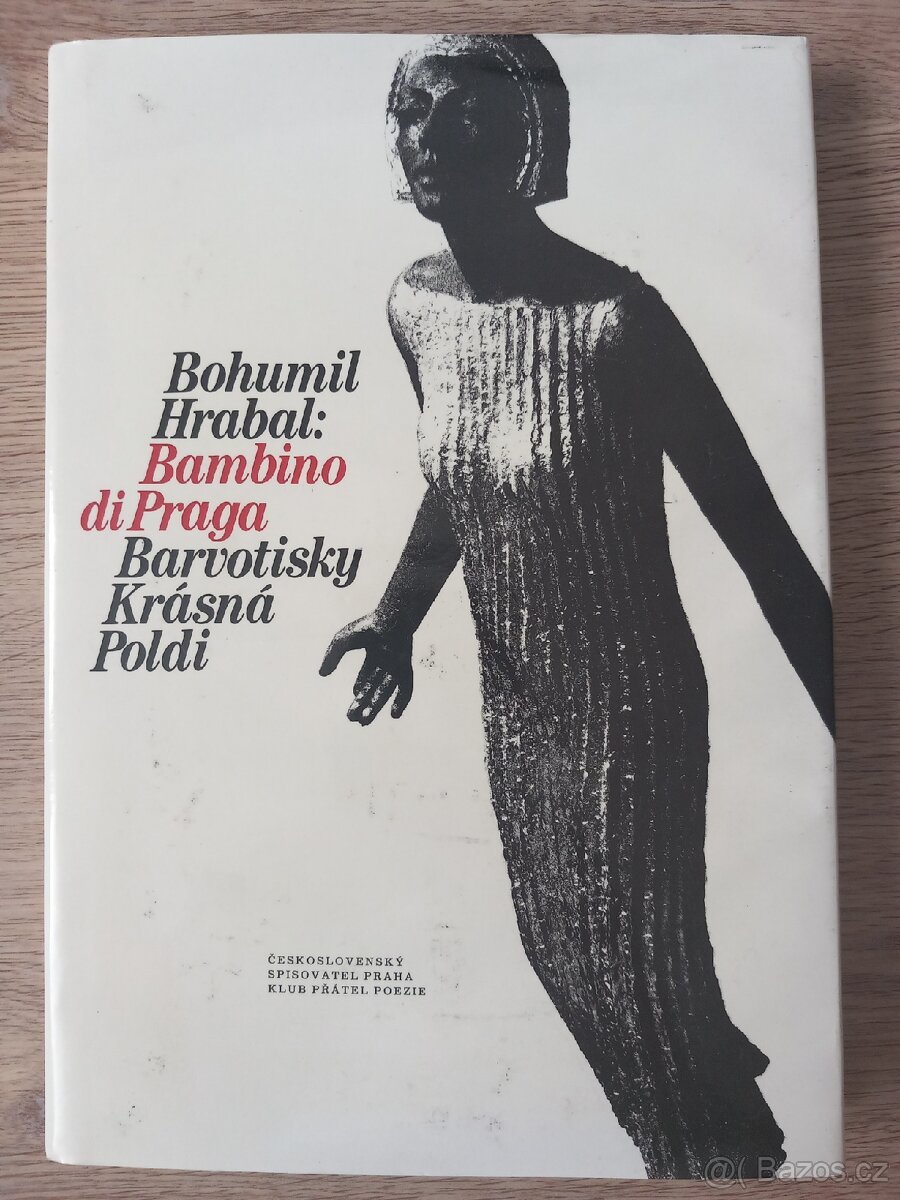 Bohumil
Hrabal:
Bambino
di Praga
Barvotisky
Krásná
Poldi
ČESKOSLOVENSKÝ
SPISOVATEL PRAHA
KLUB PŘÁTEL POEZIE
@( Bazos.cz